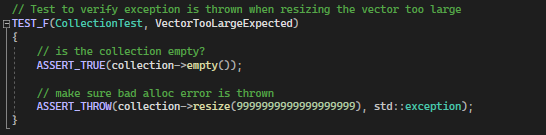 // Test to verify exception is thrown when resizing the vector too large
TEST_F(CollectionTest, VectorTooLargeExpected)
{
// is the collection empty?
ASSERT_TRUE(collection->empty());
// make sure bad alloc error is thrown
ASSERT_THROW(collection->resize(9999999999999999999), std::exception);
}